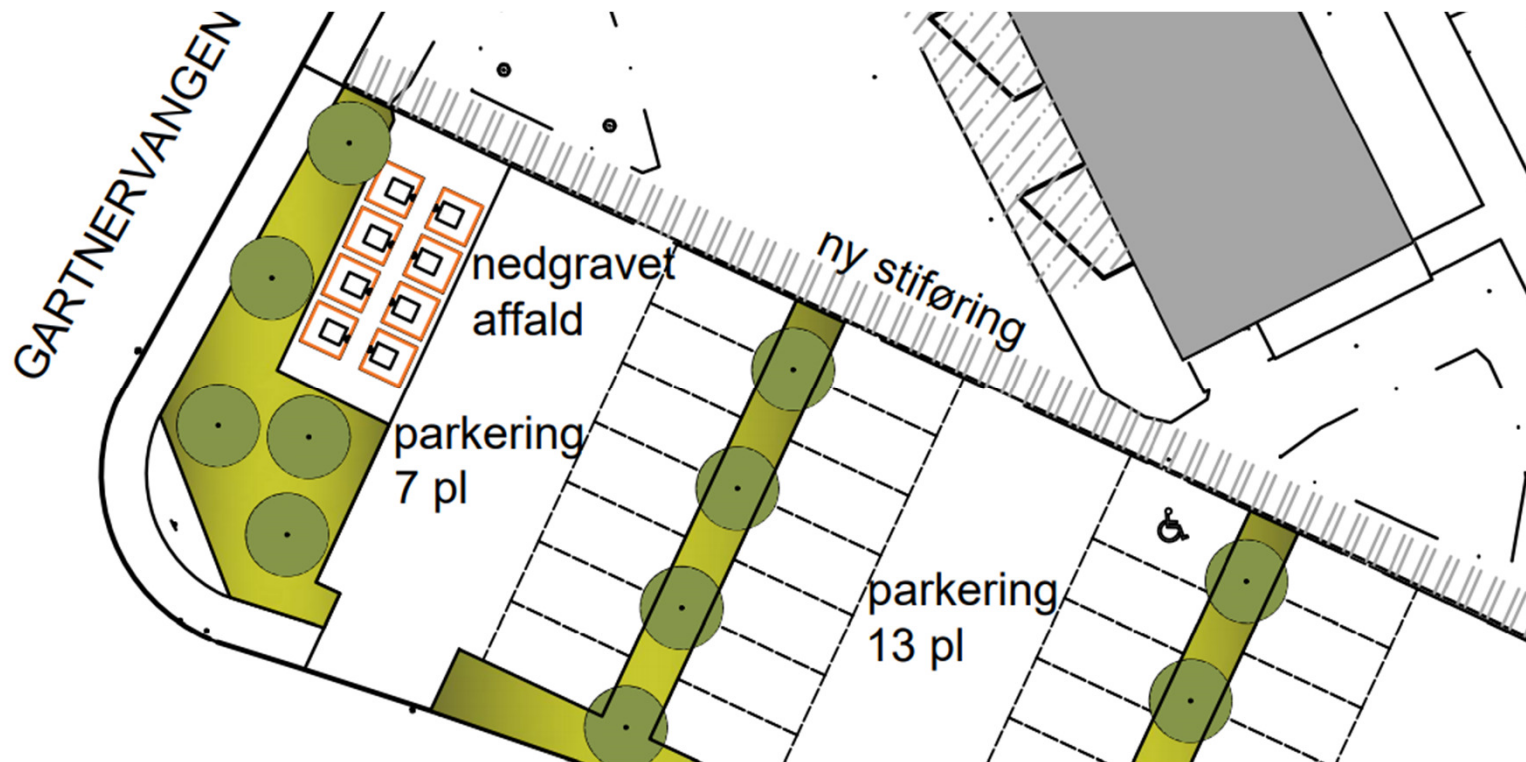 GARTNERVANGEN
nedgravet
affald
ny stiføring
parkering
7 pl
parkering
13 pl